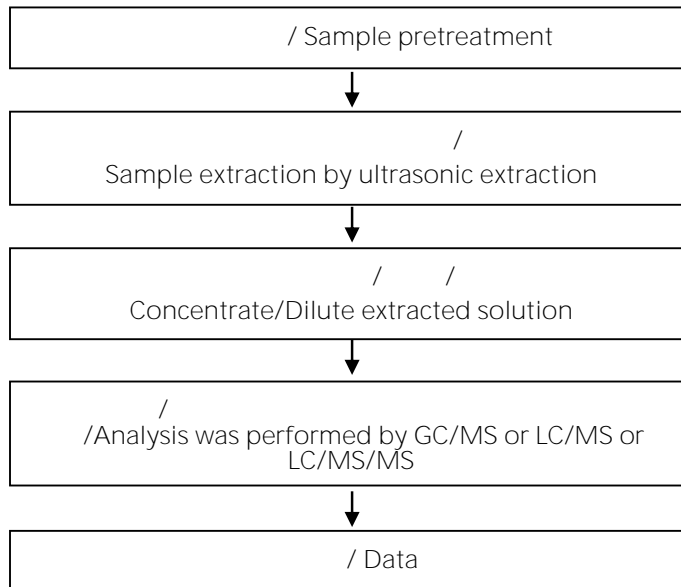 / Sample pretreatment
/
Sample extraction by ultrasonic extraction
/ /
Concentrate/Dilute extracted solution
/
/Analysis was performed by GC/MS or LC/MS or
LC/MS/MS
/ Data